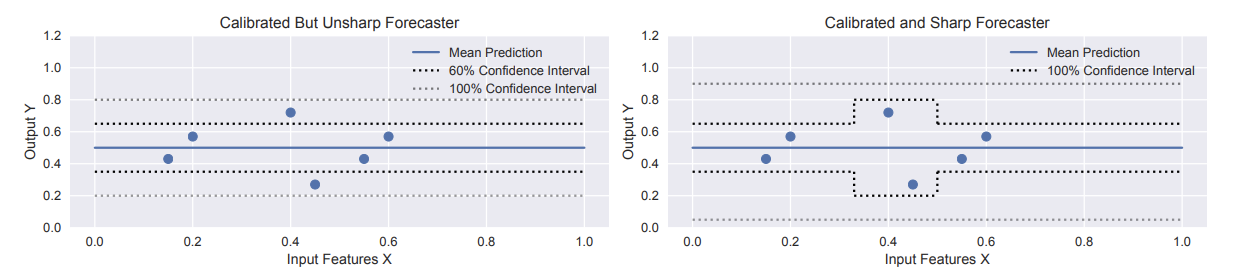 Calibrated But Unsharp Forecaster
1.2
1.0
0.8
0.6
0.4
0.2
0.0
Output Y
Mean Prediction
60% Confidence Interval
100% Confidence Interval
0.0 0.2 0.4 0.6 0.8 1.0
Input Features X
Calibrated and Sharp Forecaster
1.2
1.0
0.8
0.6
0.4
0.2
0.0
Output Y
Mean Prediction
100% Confidence Interval
0.0 0.2 0.4 0.6 0.8 1.0
Input Features X